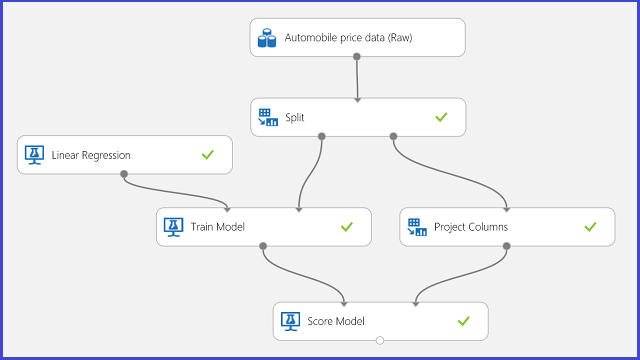 Automobile price data (Raw)
Split
Linear Regression
Train Model
Project Columns
Score Model